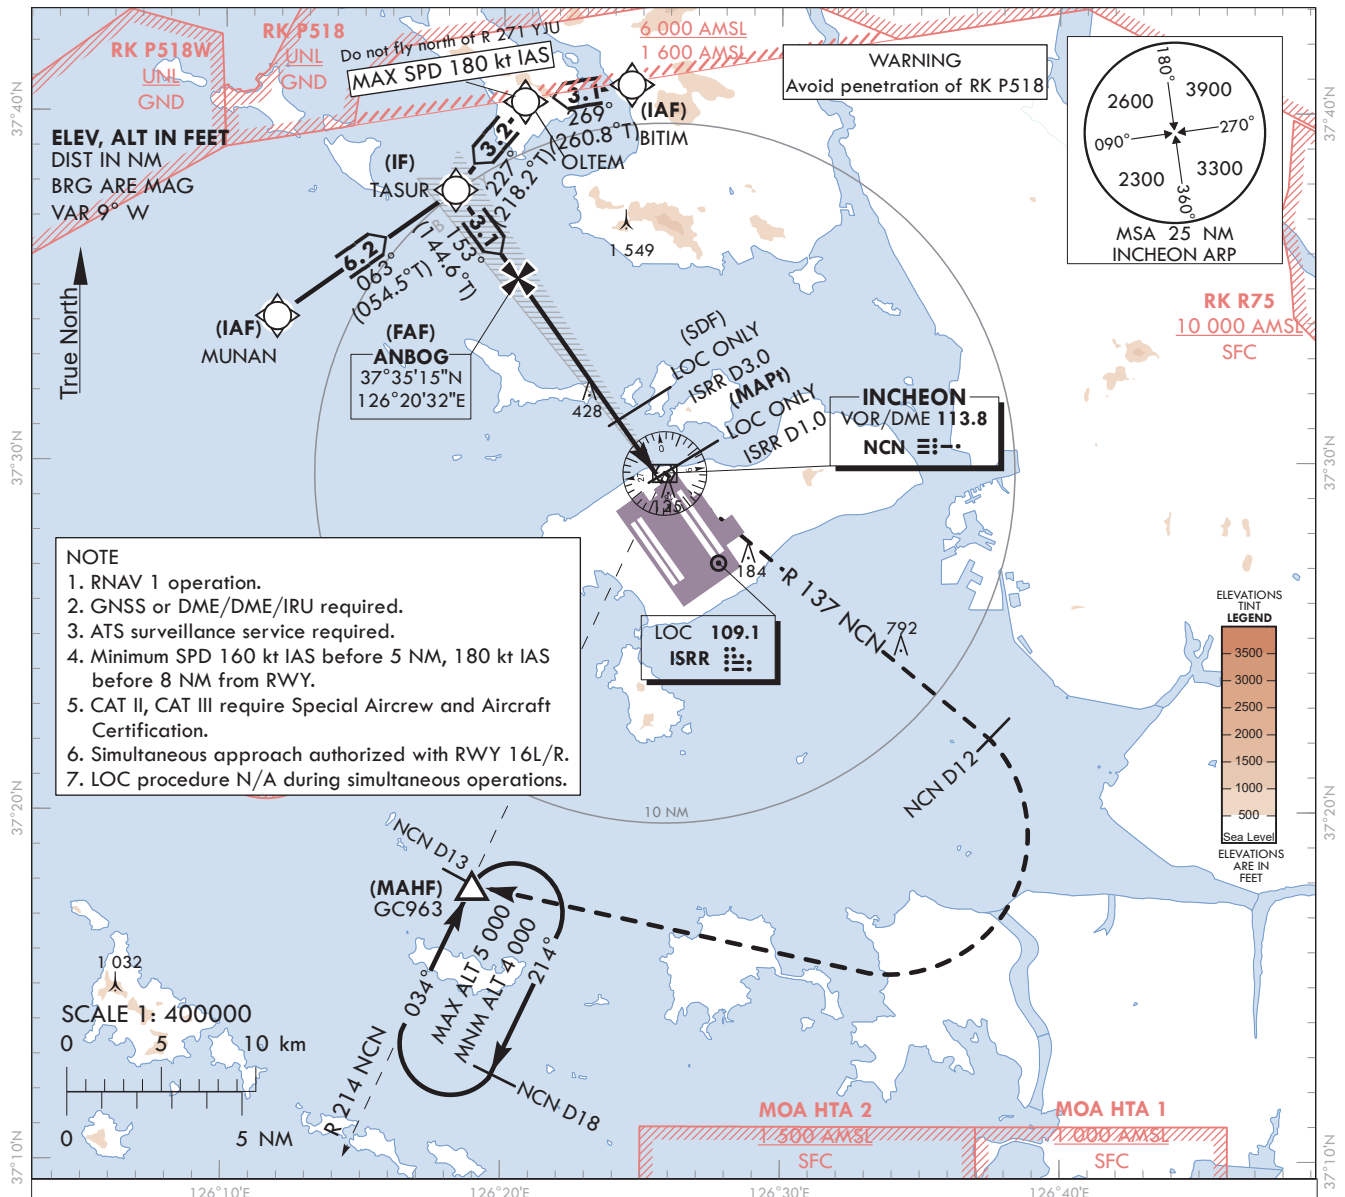 RK P518W
UNL
GND
RK P518
UNL
GND
Do not fly north of R 271 YJU
MAX SPD 180 kt IAS
6 000 AMSL
1 600 AMSL
WARNING
Avoid penetration of RK P518
180°
2600
3900
090°
270°
2300
3300
360°
MSA 25 NM
INCHEON ARP
37°40'N
37°40'N
ELEV, ALT IN FEET
DIST IN NM
BRG ARE MAG
VAR 9° W
True North
3.1
269°
(260.8°T)
(IAF)
BITIM
OLTEM
3.2
227°
(218.2°T)
(IF)
TASUR
3.1
153°
(144.6°T)
6.2
063°
(054.5°T)
(IAF)
MUNAN
1 549
(FAF)
ANBOG
37°35'15"N
126°20'32"E
RK R75
10 000 AMSL
SFC
(SDF)
LOC ONLY
ISRR D3.0
(MAPt)
LOC ONLY
ISRR D1.0
428
INCHEON
VOR/DME 113.8
NCN
37°30'N
37°30'N
125
184
NOTE
1. RNAV 1 operation.
2. GNSS or DME/DME/IRU required.
3. ATS surveillance service required.
4. Minimum SPD 160 kt IAS before 5 NM, 180 kt IAS
before 8 NM from RWY.
5. CAT II, CAT III require Special Aircrew and Aircraft
Certification.
6. Simultaneous approach authorized with RWY 16L/R.
7. LOC procedure N/A during simultaneous operations.
LOC 109.1
ISRR
R 137 NCN
792
NCN D12
ELEVATIONS
TINT
LEGEND
3500
3000
2500
2000
1500
1000
500
Sea Level
ELEVATIONS
ARE IN
FEET
37°20'N
37°20'N
10 NM
NCN D13
(MAHF)
GC963
MAX ALT 5 000
MNM ALT 4 000
034°
214°
R 214 NCN
NCN D18
1 032
SCALE 1: 400000
0 5 10 km
0 5 NM
MOA HTA 2
1 500 AMSL
SFC
MOA HTA 1
1 000 AMSL
SFC
37°10'N
37°10'N
126°10'E
126°20'E
126°30'E
126°40'E